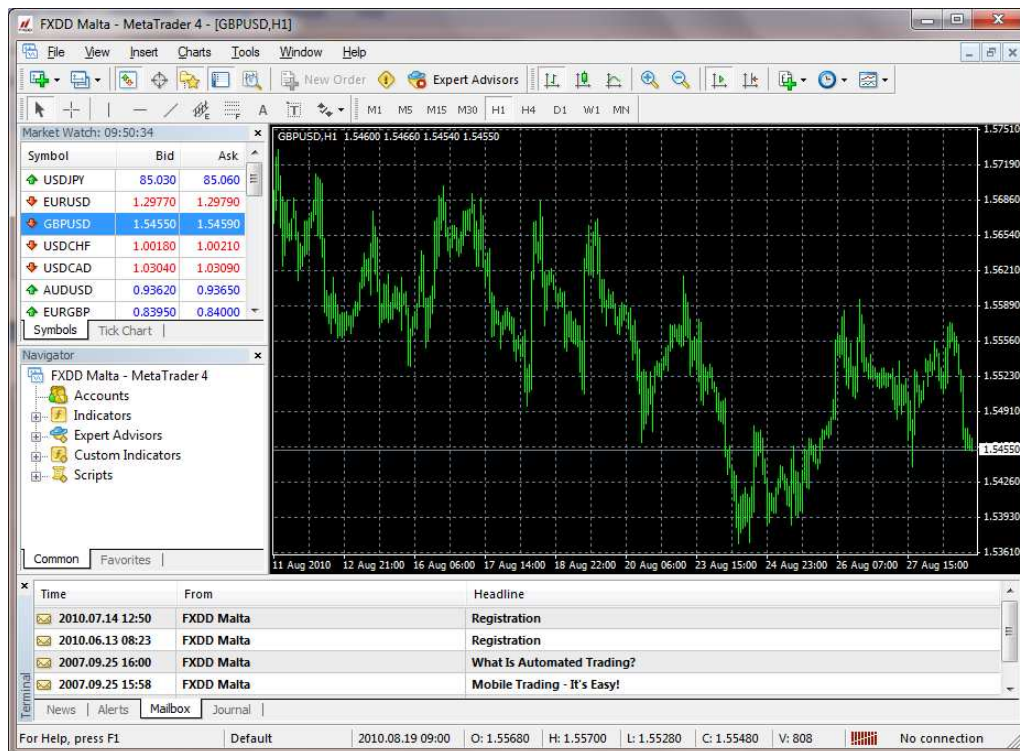 FXDD Malta - MetaTrader 4 - [GBPUSD,H1]
File View Insert Charts Tools Window Help
New Order Expert Advisors
A T M1 M5 M15 M30 H1 H4 D1 W1 MN
Market Watch: 09:50:34
Symbol Bid Ask
USDJPY 85.030 85.060
EURUSD 1.29770 1.29790
GBPUSD 1.54550 1.54590
USDCHF 1.00180 1.00210
USDCAD 1.03040 1.03090
AUDUSD 0.93620 0.93650
EURGBP 0.83950 0.84000
Symbols Tick Chart
Navigator
FXDD Malta - MetaTrader 4
Accounts
Indicators
Expert Advisors
Custom Indicators
Scripts
Common Favorites
GBPUSD,H1 1.54600 1.54660 1.54540 1.54550
1.57510
1.57190
1.56860
1.56540
1.56210
1.55890
1.55560
1.55230
1.54910
1.54550
1.54260
1.53930
1.53610
11 Aug 2010 12 Aug 21:00 16 Aug 06:00 17 Aug 14:00 18 Aug 22:00 20 Aug 06:00 23 Aug 15:00 24 Aug 23:00 26 Aug 07:00 27 Aug 15:00
Terminal
Time From Headline
2010.07.14 12:50 FXDD Malta Registration
2010.06.13 08:23 FXDD Malta Registration
2007.09.25 16:00 FXDD Malta What Is Automated Trading?
2007.09.25 15:58 FXDD Malta Mobile Trading - It's Easy!
News Alerts Mailbox Journal
For Help, press F1 Default 2010.08.19 09:00 O: 1.55680 H: 1.55700 L: 1.55280 C: 1.55480 V: 808 No connection